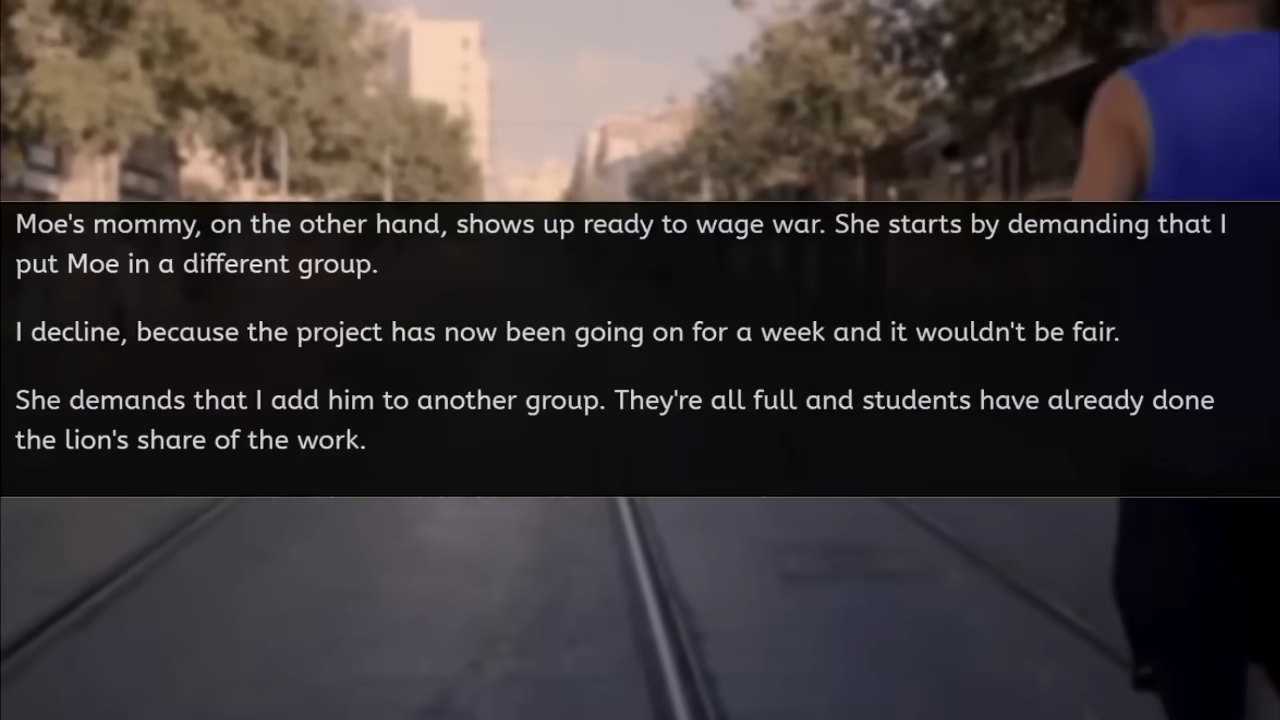 Moe's mommy, on the other hand, shows up ready to wage war. She starts by demanding that I
put Moe in a different group.
I decline, because the project has now been going on for a week and it wouldn't be fair.
She demands that I add him to another group. They're all full and students have already done
the lion's share of the work.